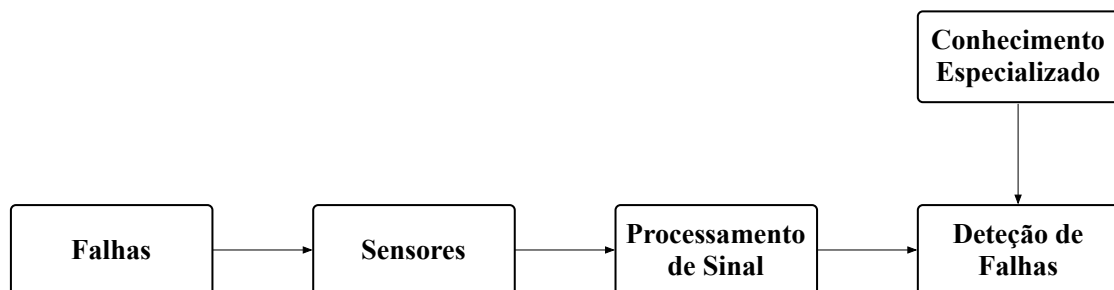 Conhecimento
Especializado
Falhas
Sensores
Processamento
de Sinal
Deteção de
Falhas